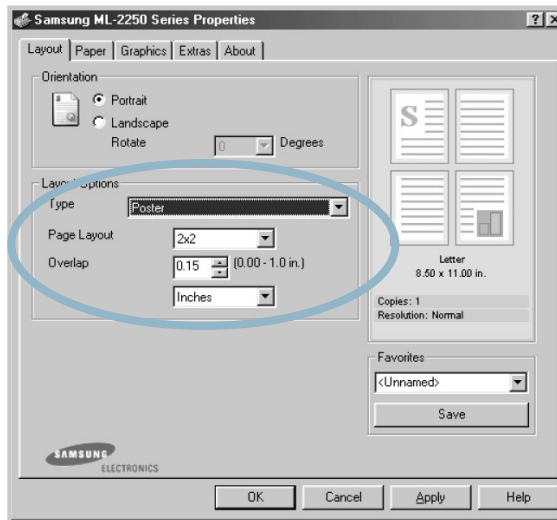 Samsung ML-2250 Series Properties
Layout
Paper
Graphics
Extras
About
Orientation
Portrait
Landscape
Rotate
0
Degrees
Layout Options
Type
Poster
Page Layout
2x2
Overlap
0.15
(0.00 - 1.0 in.)
Inches
S
Letter
8.50 x 11.00 in.
Copies: 1
Resolution: Normal
Favorites
<Unnamed>
Save
SAMSUNG
ELECTRONICS
OK
Cancel
Apply
Help